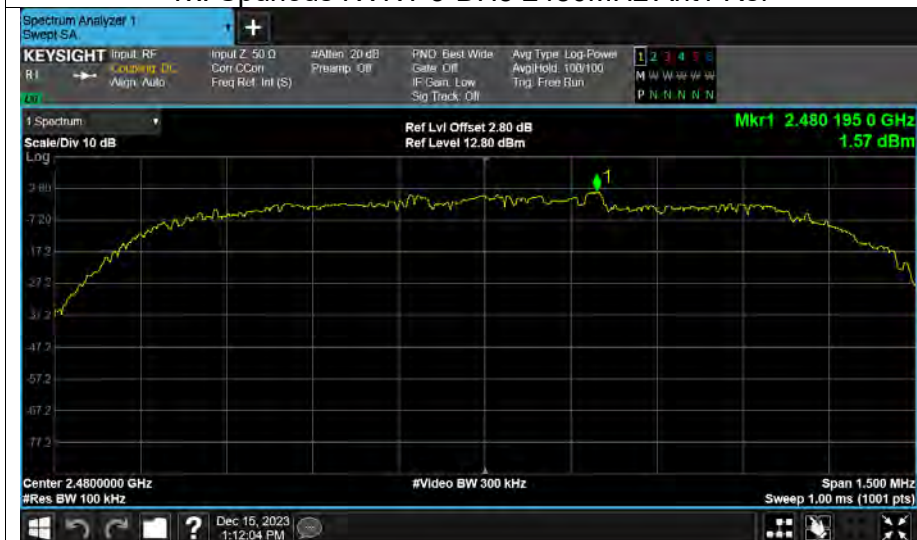 Spectrum Analyzer 1
Swept SA
+
KEYSIGHT Input: RF
Coupling: DC
Align: Auto
Input Z: 50 Ω
Corr CCorr
Freq Ref: Int (S)
#Atten: 20 dB
Preamp: Off
PNO: Best Wide
Gate: Off
IF Gain: Low
Sig Track: Off
Avg Type: Log-Power
Avg|Hold: 100/100
Trig: Free Run
1 2 3 4 5 6
M W W W W W
P N N N N N
1 Spectrum
Scale/Div 10 dB
Log
Ref Lvl Offset 2.80 dB
Ref Level 12.80 dBm
Mkr1 2.480 195 0 GHz
1.57 dBm
1
2.80
-7.20
-17.2
-27.2
-37.2
-47.2
-57.2
-67.2
-77.2
Center 2.4800000 GHz
#Res BW 100 kHz
#Video BW 300 kHz
Span 1.500 MHz
Sweep 1.00 ms (1001 pts)
?
Dec 15, 2023
1:12:04 PM